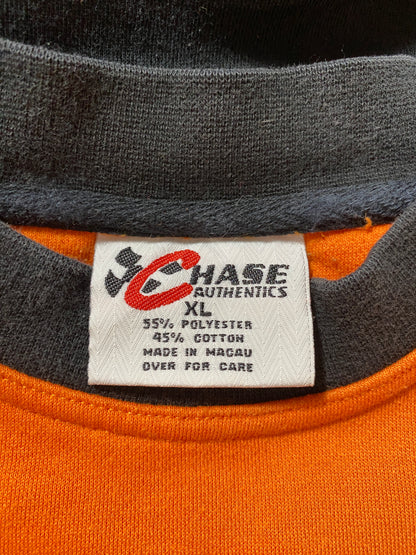 CHASE
AUTHENTICS
XL
55% POLYESTER
45% COTTON
MADE IN MACAU
OVER FOR CARE